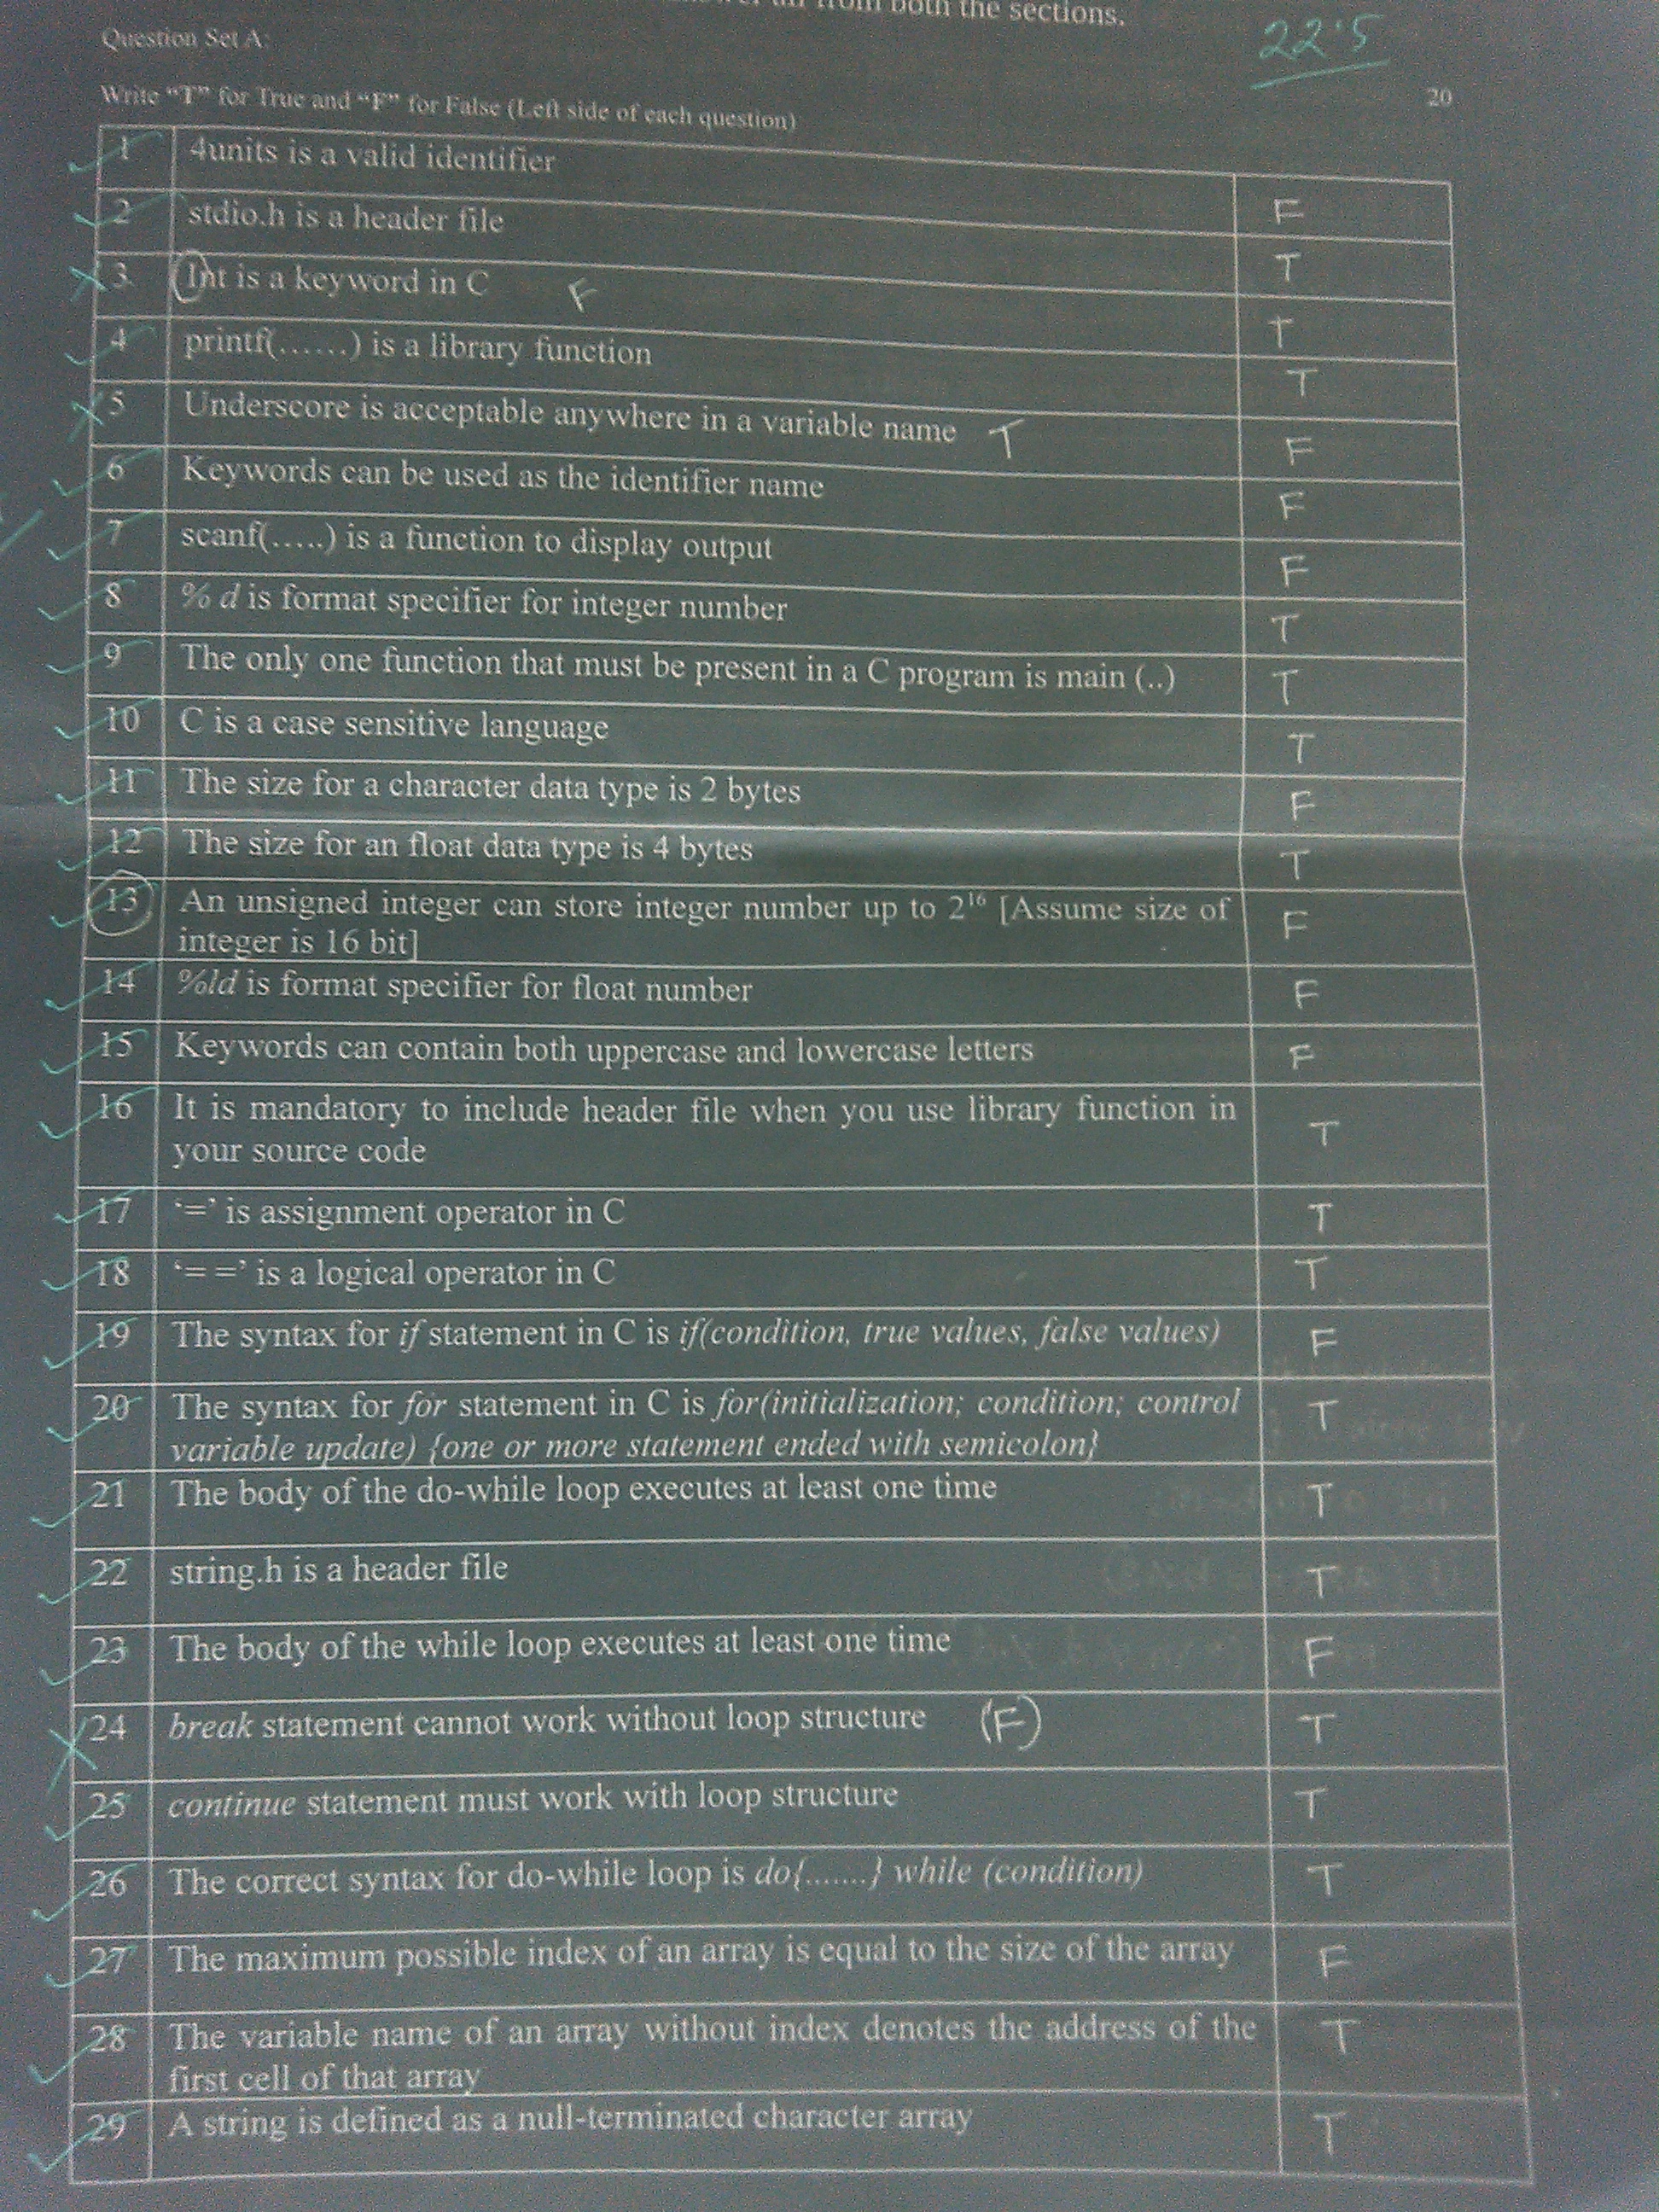 both the sections.
Question Set A:
22.5
Write “T” for True and “F” for False (Left side of each question)
20
1 4units is a valid identifier F
2 stdio.h is a header file T
3. Int is a keyword in C F T
4 printf(......) is a library function T
5 Underscore is acceptable anywhere in a variable name T F
6 Keywords can be used as the identifier name F
7 scanf(.....) is a function to display output F
8 % d is format specifier for integer number T
9 The only one function that must be present in a C program is main (..) T
10 C is a case sensitive language T
11 The size for a character data type is 2 bytes F
12 The size for an float data type is 4 bytes T
13 An unsigned integer can store integer number up to 2¹⁶ [Assume size of F
integer is 16 bit]
14 %ld is format specifier for float number F
15 Keywords can contain both uppercase and lowercase letters F
16 It is mandatory to include header file when you use library function in T
your source code
17 ‘=’ is assignment operator in C T
18 ‘= =’ is a logical operator in C T
19 The syntax for if statement in C is if(condition, true values, false values) F
20 The syntax for for statement in C is for(initialization; condition; control T
variable update) {one or more statement ended with semicolon}
21 The body of the do-while loop executes at least one time T
22 string.h is a header file T
23 The body of the while loop executes at least one time F
24 break statement cannot work without loop structure (F) T
25 continue statement must work with loop structure T
26 The correct syntax for do-while loop is do{.......} while (condition) T
27 The maximum possible index of an array is equal to the size of the array F
28 The variable name of an array without index denotes the address of the T
first cell of that array
29 A string is defined as a null-terminated character array T